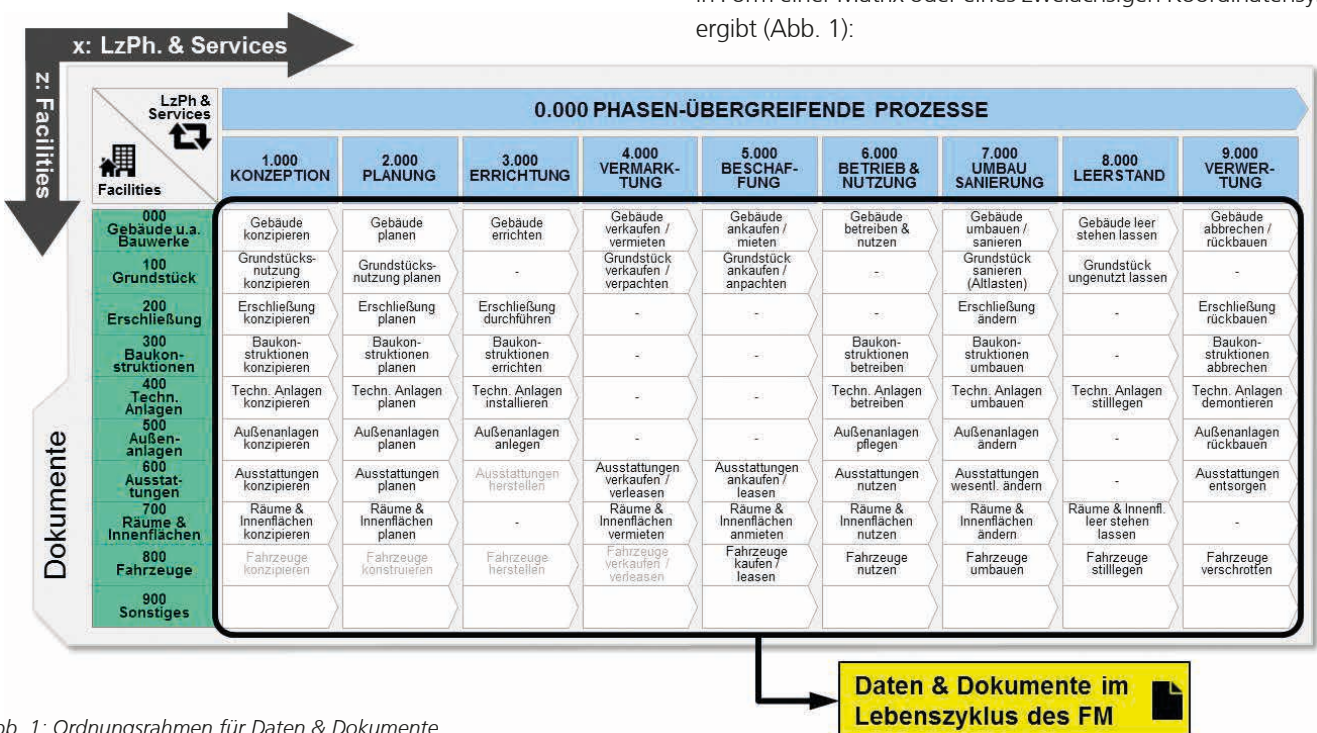 in Form einer Matrix oder eines zweiachsigen Koordinatensy
ergibt (Abb. 1):
x: LzPh. & Services
z: Facilities
LzPh &
Services
Facilities
0.000 PHASEN-ÜBERGREIFENDE PROZESSE
1.000
KONZEPTION
2.000
PLANUNG
3.000
ERRICHTUNG
4.000
VERMARK-
TUNG
5.000
BESCHAF-
FUNG
6.000
BETRIEB &
NUTZUNG
7.000
UMBAU
SANIERUNG
8.000
LEERSTAND
9.000
VERWER-
TUNG
000
Gebäude u.a.
Bauwerke
Gebäude
konzipieren
Gebäude
planen
Gebäude
errichten
Gebäude
verkaufen /
vermieten
Gebäude
ankaufen /
mieten
Gebäude
betreiben &
nutzen
Gebäude
umbauen /
sanieren
Gebäude leer
stehen lassen
Gebäude
abbrechen /
rückbauen
100
Grundstück
Grundstücks-
nutzung
konzipieren
Grundstücks-
nutzung planen
-
Grundstück
verkaufen /
verpachten
Grundstück
ankaufen /
anpachten
-
Grundstück
sanieren
(Altlasten)
Grundstück
ungenutzt lassen
-
200
Erschließung
Erschließung
konzipieren
Erschließung
planen
Erschließung
durchführen
-
-
-
Erschließung
ändern
-
Erschließung
rückbauen
300
Baukon-
struktionen
Baukon-
struktionen
konzipieren
Baukon-
struktionen
planen
Baukon-
struktionen
errichten
-
-
Baukon-
struktionen
betreiben
Baukon-
struktionen
umbauen
-
Baukon-
struktionen
abbrechen
400
Techn.
Anlagen
Techn. Anlagen
konzipieren
Techn. Anlagen
planen
Techn. Anlagen
installieren
-
-
Techn. Anlagen
betreiben
Techn. Anlagen
umbauen
Techn. Anlagen
stilllegen
Techn. Anlagen
demontieren
500
Außen-
anlagen
Außenanlagen
konzipieren
Außenanlagen
planen
Außenanlagen
anlegen
-
-
Außenanlagen
pflegen
Außenanlagen
ändern
-
Außenanlagen
rückbauen
600
Ausstat-
tungen
Ausstattungen
konzipieren
Ausstattungen
planen
Ausstattungen
herstellen
Ausstattungen
verkaufen /
verleasen
Ausstattungen
ankaufen /
leasen
Ausstattungen
nutzen
Ausstattungen
wesentl. ändern
-
Ausstattungen
entsorgen
700
Räume &
Innenflächen
Räume &
Innenflächen
konzipieren
Räume &
Innenflächen
planen
-
Räume &
Innenflächen
vermieten
Räume &
Innenflächen
anmieten
Räume &
Innenflächen
nutzen
Räume &
Innenflächen
ändern
Räume & Innenfl.
leer stehen
lassen
-
800
Fahrzeuge
Fahrzeuge
konzipieren
Fahrzeuge
konstruieren
Fahrzeuge
herstellen
Fahrzeuge
verkaufen /
verleasen
Fahrzeuge
kaufen /
leasen
Fahrzeuge
nutzen
Fahrzeuge
umbauen
Fahrzeuge
stilllegen
Fahrzeuge
verschrotten
900
Sonstiges
Dokumente
Daten & Dokumente im
Lebenszyklus des FM
bb. 1: Ordnungsrahmen für Daten & Dokumente